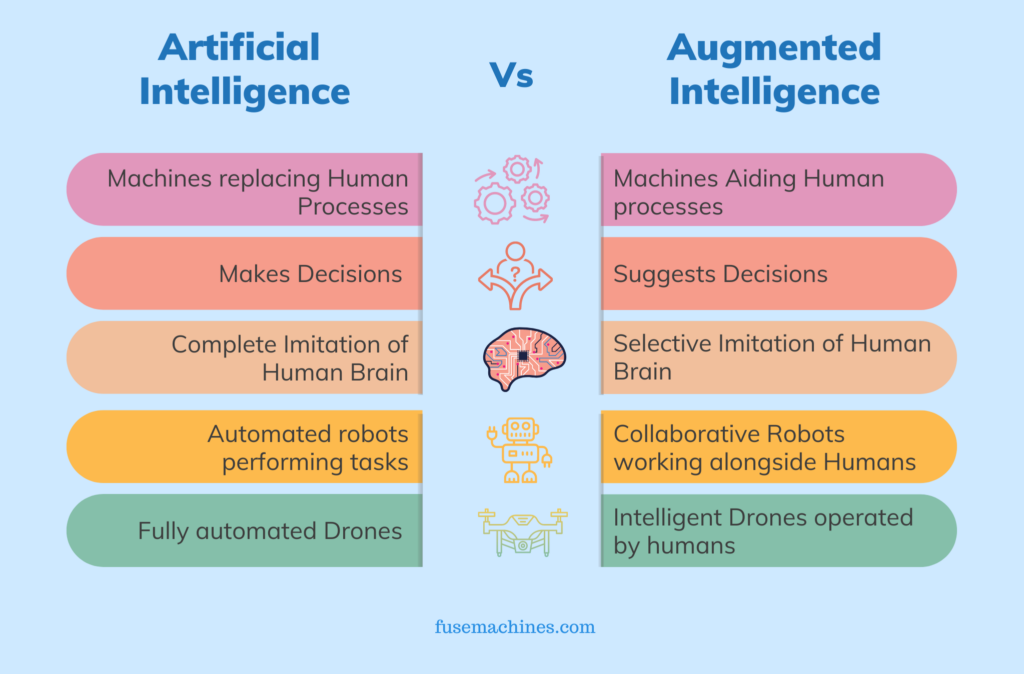 Artificial
Intelligence
Vs
Augmented
Intelligence
Machines replacing Human
Processes
Machines Aiding Human
processes
Makes Decisions
?
Suggests Decisions
Complete Imitation of
Human Brain
Selective Imitation of Human
Brain
Automated robots
performing tasks
Collaborative Robots
working alongside Humans
Fully automated Drones
Intelligent Drones operated
by humans
fusemachines.com